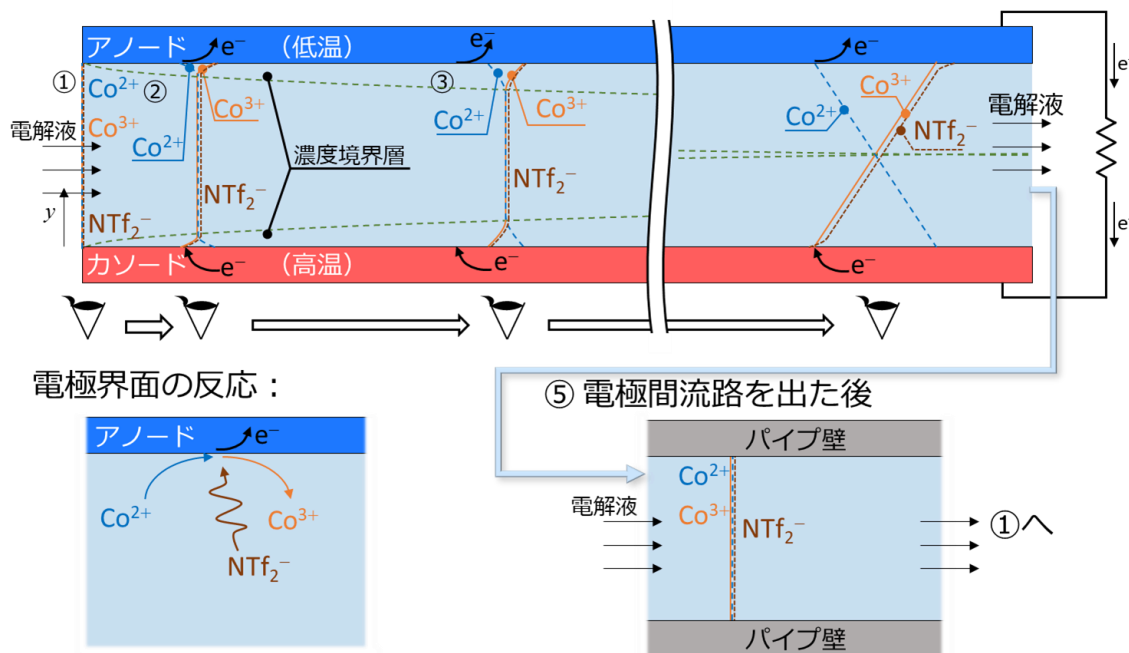 アノード e⁻ （低温） e⁻ e⁻
① Co²⁺ ② ③
e⁻
Co³⁺ Co³⁺ Co³⁺
Co²⁺ Co²⁺ Co²⁺ Co³⁺
電解液 NTf₂⁻ 電解液
濃度境界層
y NTf₂⁻ NTf₂⁻
NTf₂⁻
カソード e⁻ （高温） e⁻ e⁻
e⁻
電極界面の反応：
⑤ 電極間流路を出た後
アノード e⁻
パイプ壁
Co²⁺ Co³⁺
NTf₂⁻
Co²⁺
電解液 Co³⁺ NTf₂⁻ ①へ
パイプ壁